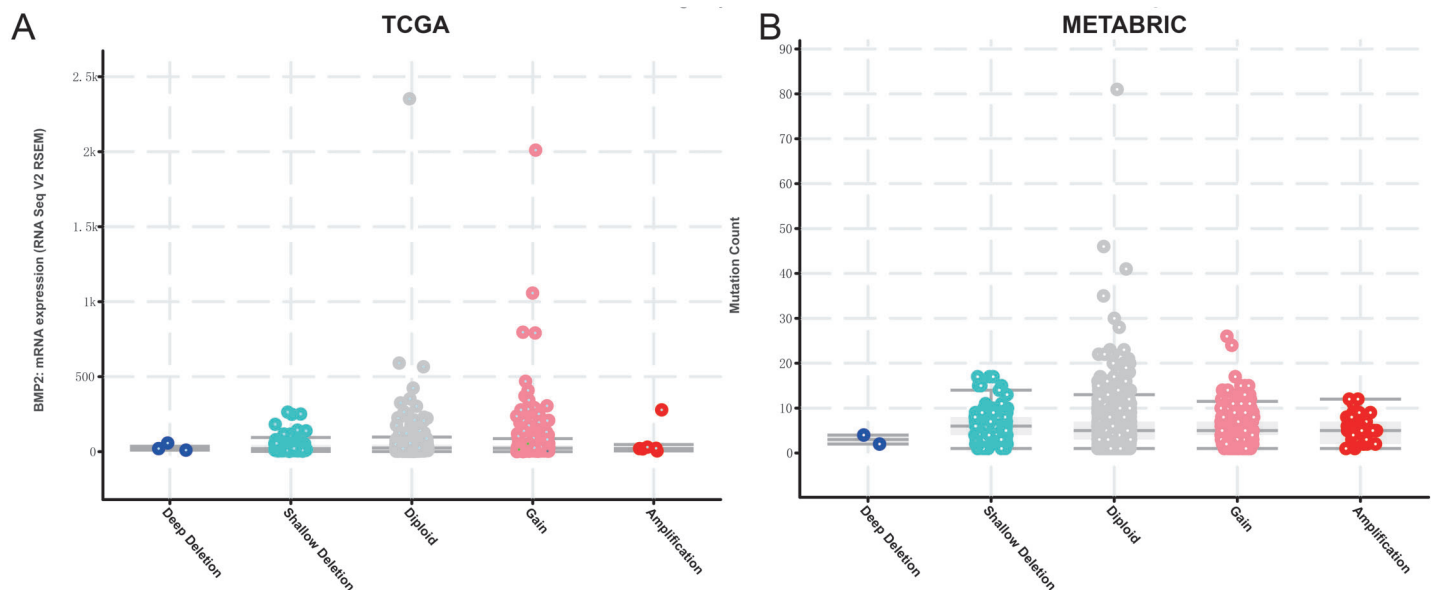 A
TCGA
BMP2: mRNA expression (RNA Seq V2 RSEM)
2.5k
2k
1.5k
1k
500
0
Deep Deletion
Shallow Deletion
Diploid
Gain
Amplification
B
METABRIC
Mutation Count
90
80
70
60
50
40
30
20
10
0
Deep Deletion
Shallow Deletion
Diploid
Gain
Amplification